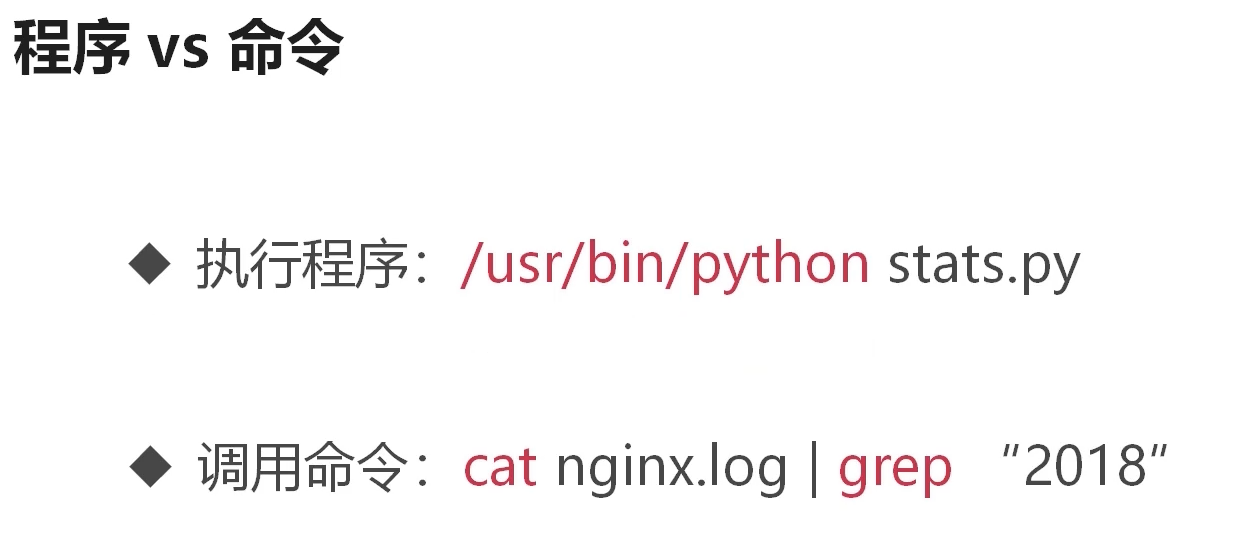 程序 vs 命令
◆ 执行程序：/usr/bin/python stats.py
◆ 调用命令：cat nginx.log | grep “2018”